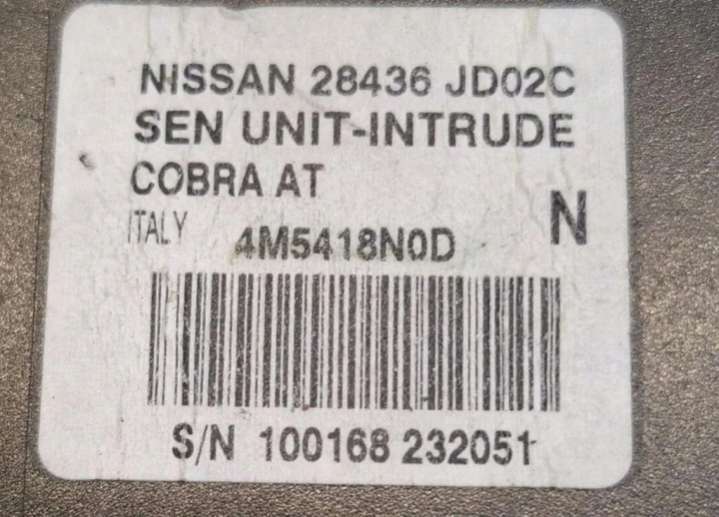 NISSAN 28436 JD02C
SEN UNIT-INTRUDE
COBRA AT
N
ITALY 4M5418N0D
S/N 100168 232051